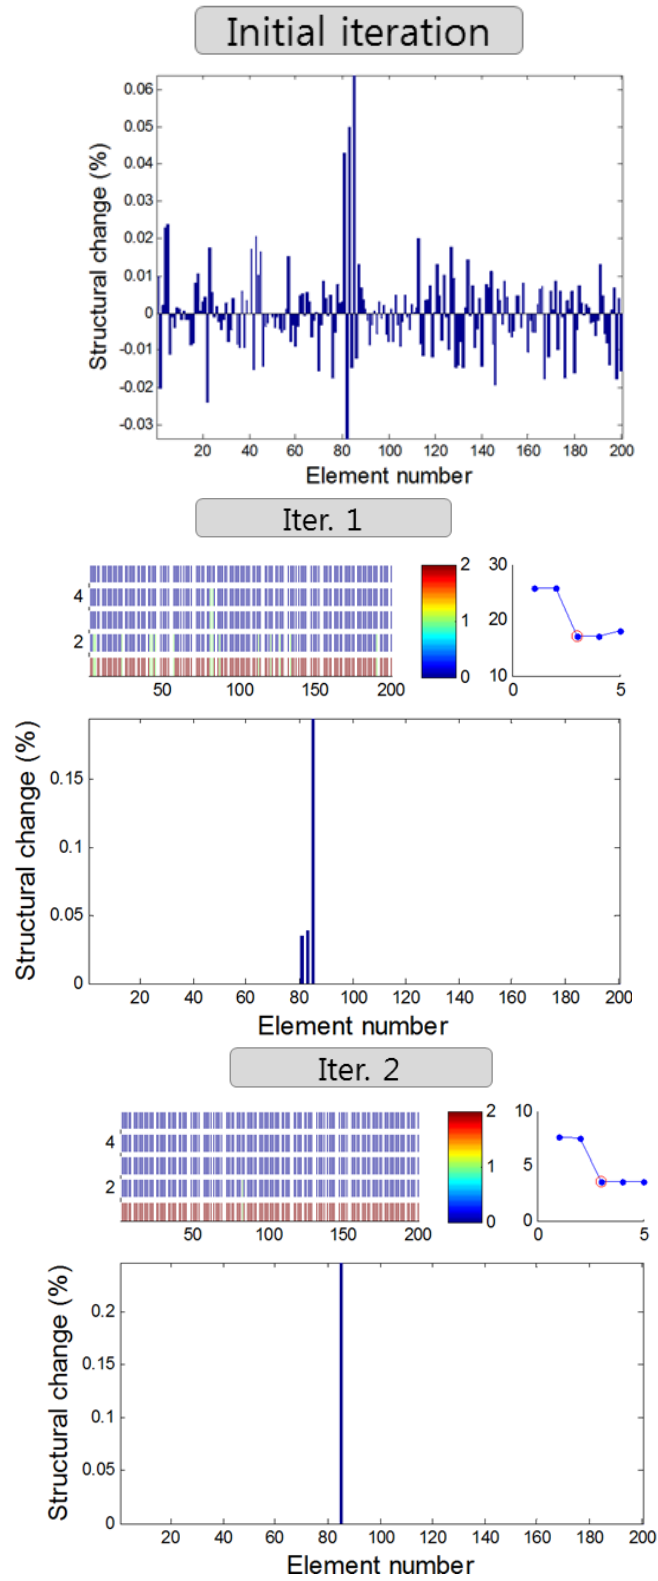 Initial iteration
Structural change (%)
0.06
0.05
0.04
0.03
0.02
0.01
0
-0.01
-0.02
-0.03
20 40 60 80 100 120 140 160 180 200
Element number
Iter. 1
4
2
50 100 150 200
2
1
0
30
20
10
0 5
Structural change (%)
0.15
0.1
0.05
0
20 40 60 80 100 120 140 160 180 200
Element number
Iter. 2
4
2
50 100 150 200
2
1
0
10
5
0
0 5
Structural change (%)
0.2
0.15
0.1
0.05
0
20 40 60 80 100 120 140 160 180 200
Element number